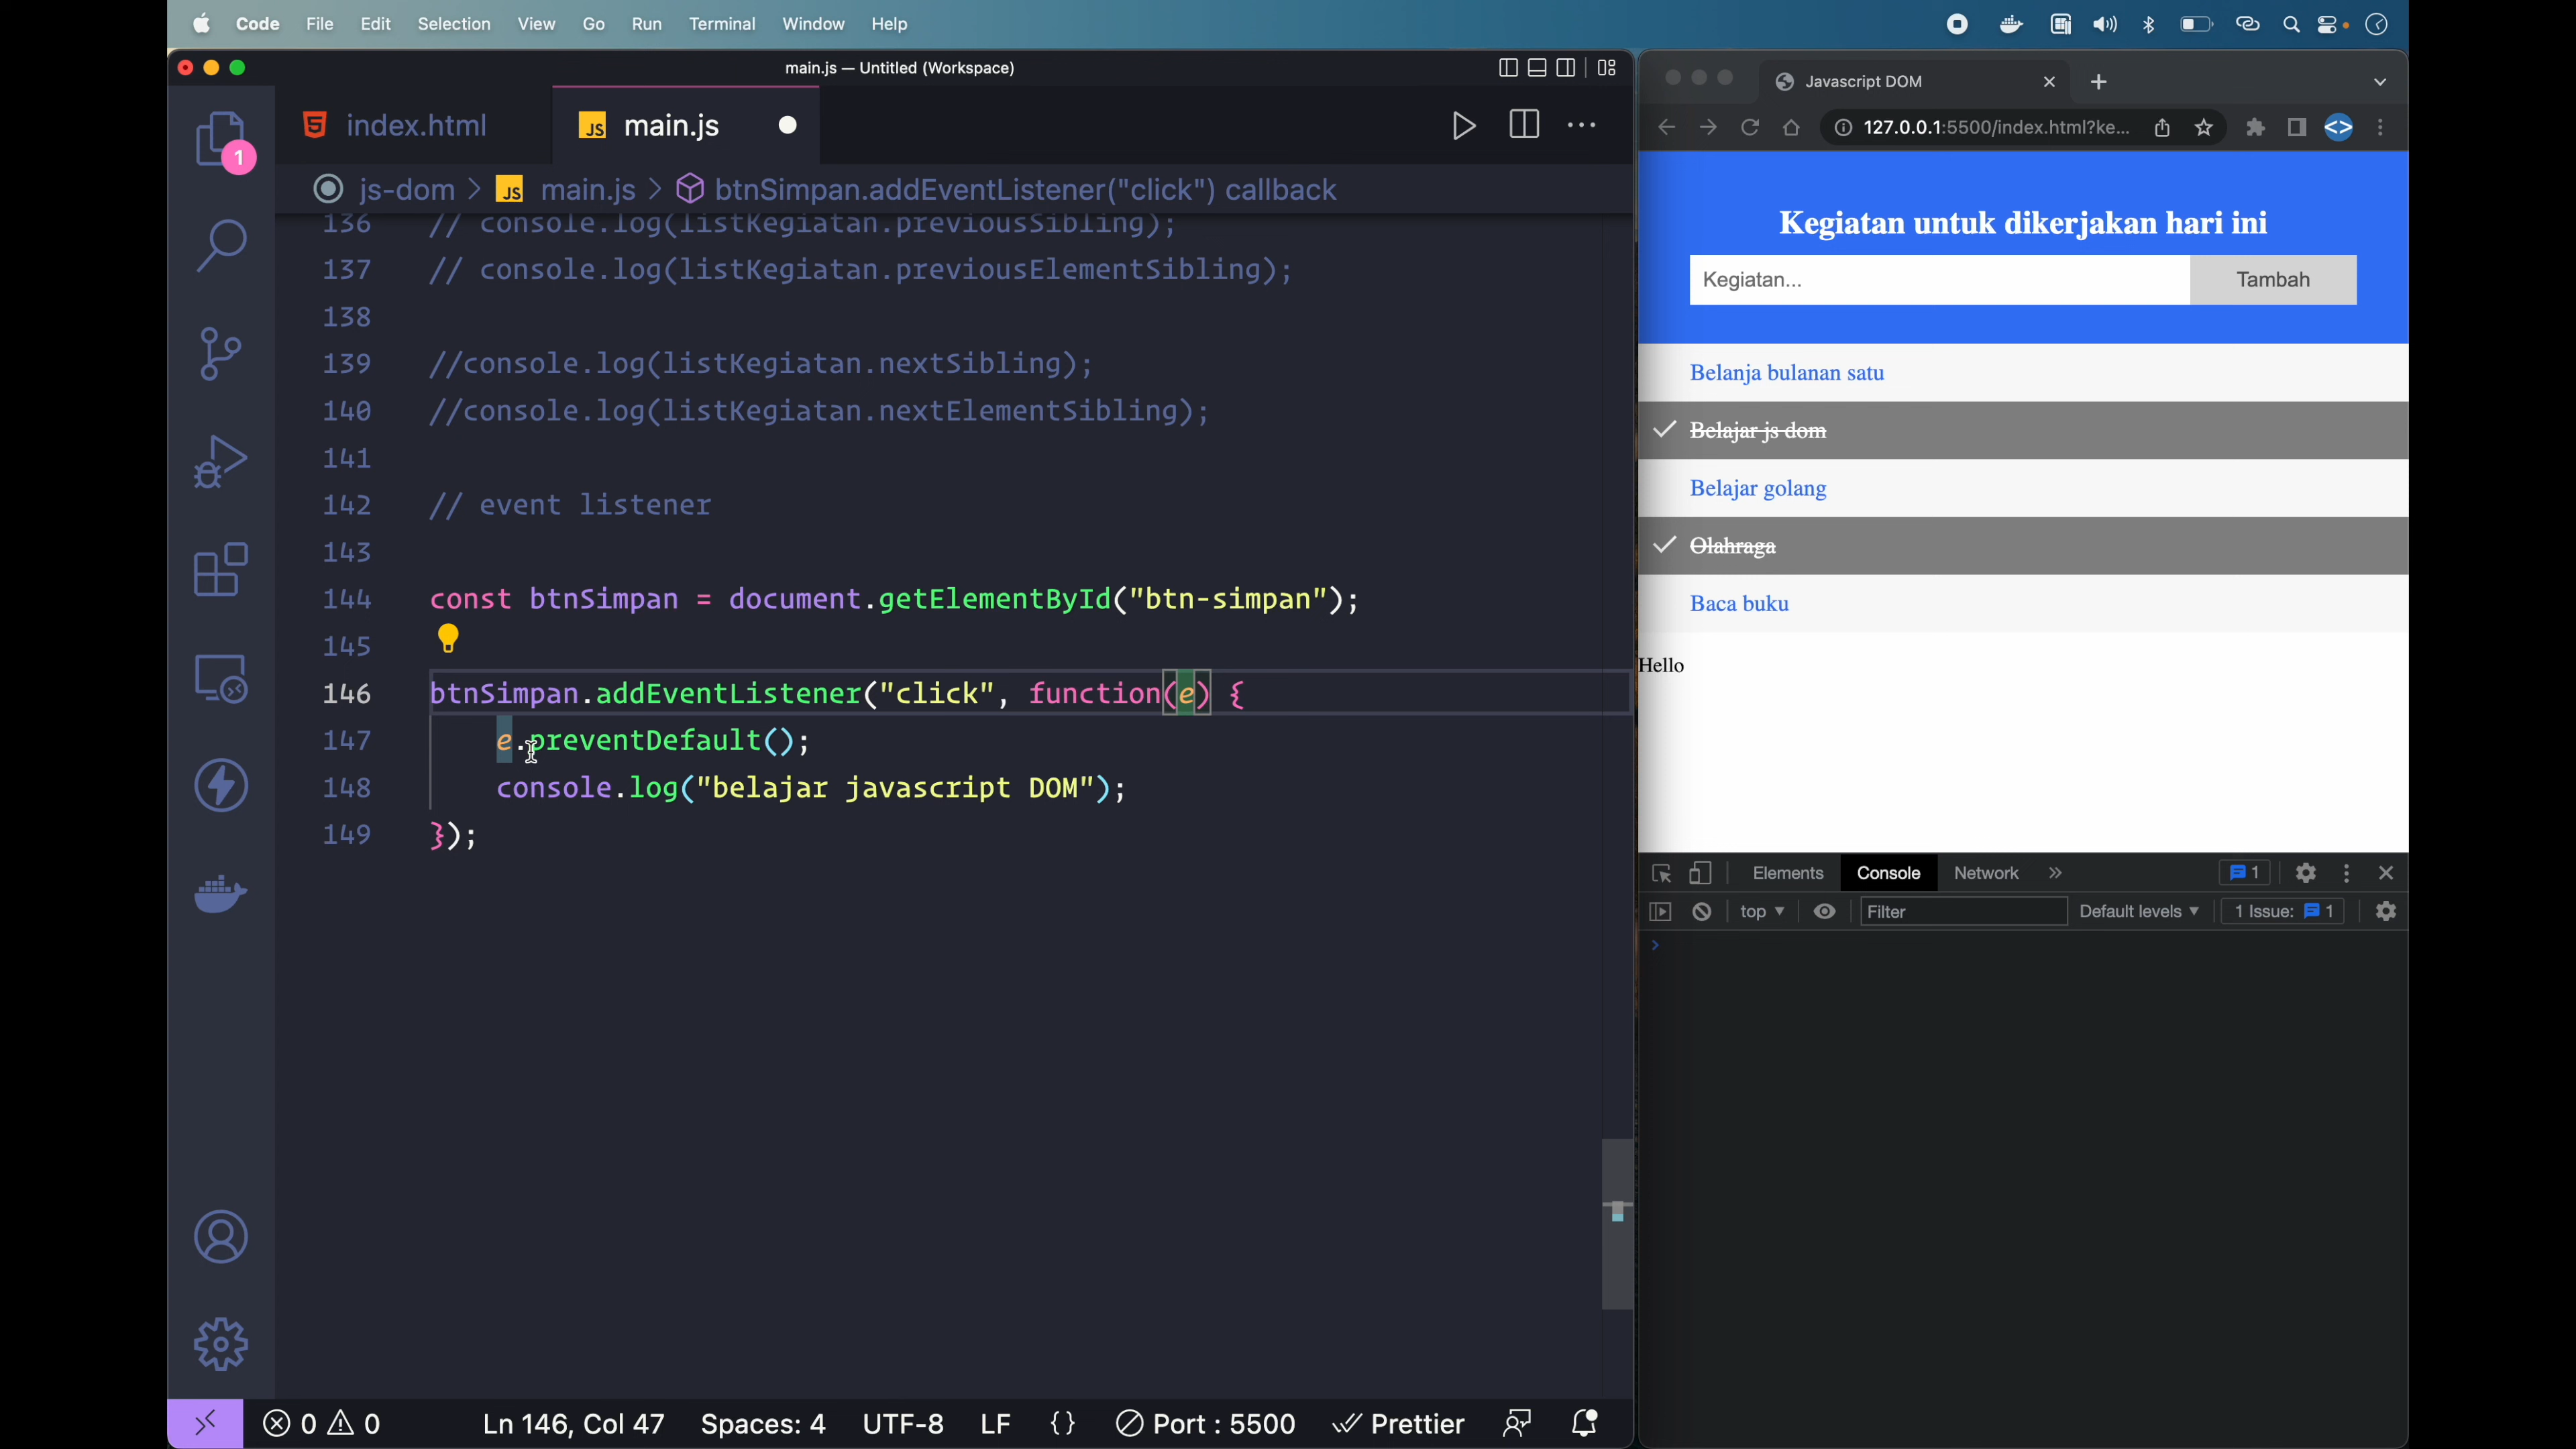 Code File Edit Selection View Go Run Terminal Window Help
main.js — Untitled (Workspace)
index.html
JS main.js
js-dom > JS main.js > btnSimpan.addEventListener("click") callback
1
136 // console.log(listKegiatan.previousSibling);
137 // console.log(listKegiatan.previousElementSibling);
138
139 //console.log(listKegiatan.nextSibling);
140 //console.log(listKegiatan.nextElementSibling);
141
142 // event listener
143
144 const btnSimpan = document.getElementById("btn-simpan");
145
146 btnSimpan.addEventListener("click", function(e) {
147 e.preventDefault();
148 console.log("belajar javascript DOM");
149 });
0 0 Ln 146, Col 47 Spaces: 4 UTF-8 LF {} Port : 5500 Prettier
Javascript DOM
127.0.0.1:5500/index.html?ke...
Kegiatan untuk dikerjakan hari ini
Kegiatan... Tambah
Belanja bulanan satu
Belajar js dom
Belajar golang
Olahraga
Baca buku
Hello
Elements Console Network » 1
top Filter Default levels 1 Issue: 1